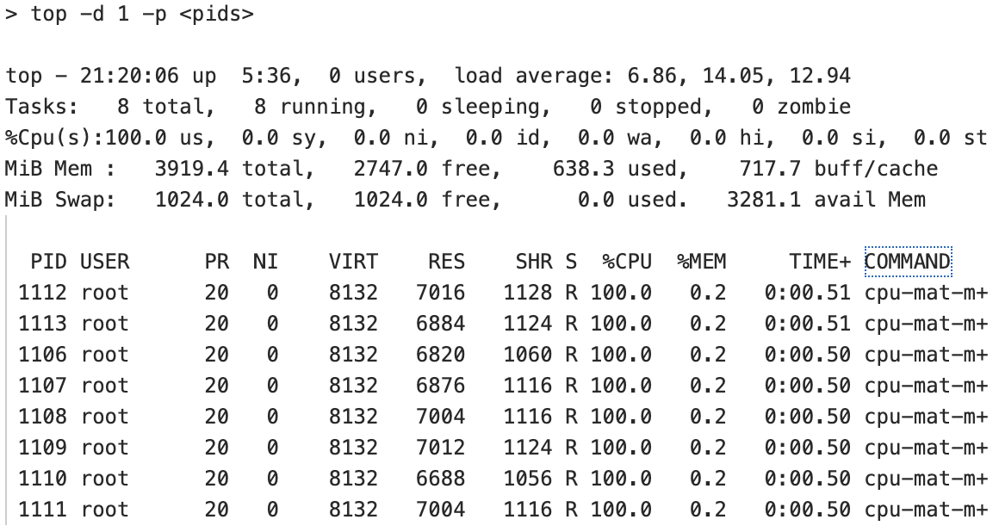 > top -d 1 -p <pids>
top - 21:20:06 up  5:36,  0 users,  load average: 6.86, 14.05, 12.94
Tasks:   8 total,   8 running,   0 sleeping,   0 stopped,   0 zombie
%Cpu(s):100.0 us,  0.0 sy,  0.0 ni,  0.0 id,  0.0 wa,  0.0 hi,  0.0 si,  0.0 st
MiB Mem :   3919.4 total,   2747.0 free,    638.3 used,    717.7 buff/cache
MiB Swap:   1024.0 total,   1024.0 free,      0.0 used.   3281.1 avail Mem
PID USER      PR  NI    VIRT    RES    SHR S  %CPU  %MEM     TIME+ COMMAND
1112 root      20   0    8132   7016   1128 R 100.0   0.2   0:00.51 cpu-mat-m+
1113 root      20   0    8132   6884   1124 R 100.0   0.2   0:00.51 cpu-mat-m+
1106 root      20   0    8132   6820   1060 R 100.0   0.2   0:00.50 cpu-mat-m+
1107 root      20   0    8132   6876   1116 R 100.0   0.2   0:00.50 cpu-mat-m+
1108 root      20   0    8132   7004   1116 R 100.0   0.2   0:00.50 cpu-mat-m+
1109 root      20   0    8132   7012   1124 R 100.0   0.2   0:00.50 cpu-mat-m+
1110 root      20   0    8132   6688   1056 R 100.0   0.2   0:00.50 cpu-mat-m+
1111 root      20   0    8132   7004   1116 R 100.0   0.2   0:00.50 cpu-mat-m+